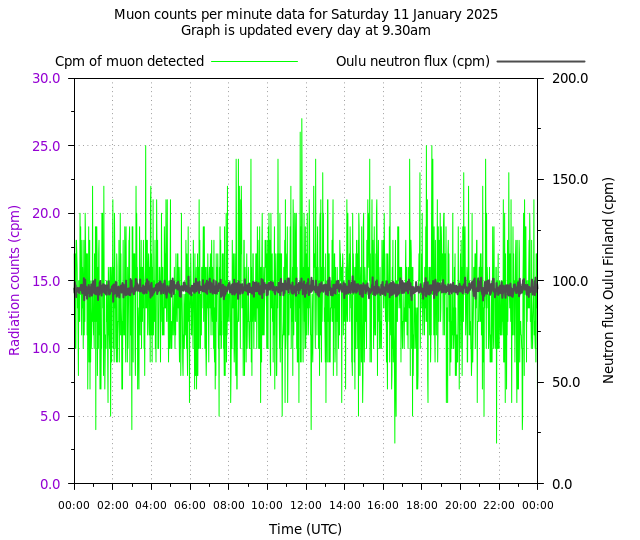 Muon counts per minute data for Saturday 11 January 2025
Graph is updated every day at 9.30am
Cpm of muon detected
Oulu neutron flux (cpm)
30.0
25.0
20.0
15.0
10.0
5.0
0.0
Radiation counts (cpm)
200.0
150.0
100.0
50.0
0.0
Neutron flux Oulu Finland (cpm)
00:00 02:00 04:00 06:00 08:00 10:00 12:00 14:00 16:00 18:00 20:00 22:00 00:00
Time (UTC)